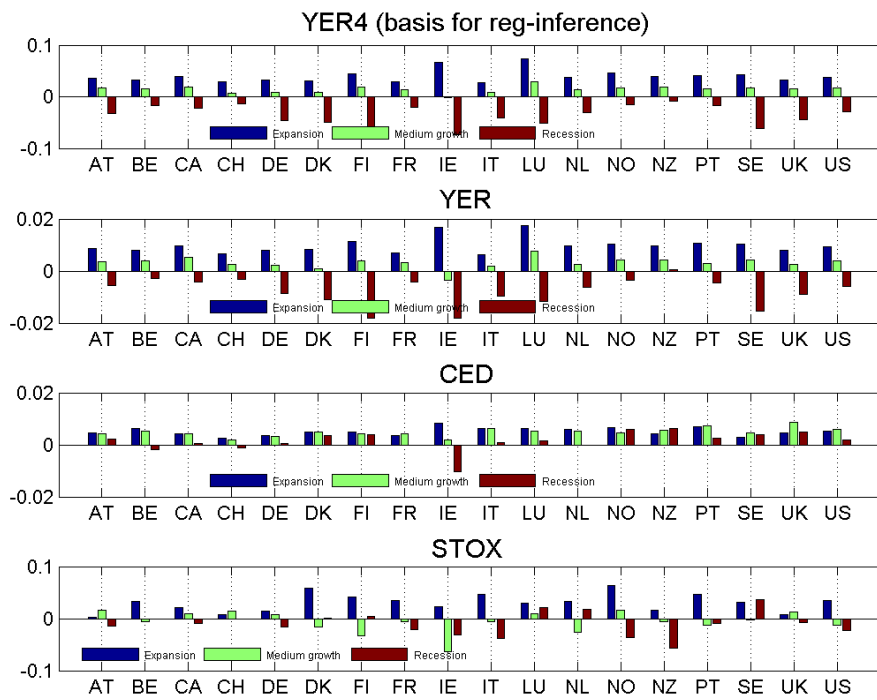 YER4 (basis for reg-inference)
0.1
0
-0.1
Expansion Medium growth Recession
AT BE CA CH DE DK FI FR IE IT LU NL NO NZ PT SE UK US
YER
0.02
0
-0.02
Expansion Medium growth Recession
AT BE CA CH DE DK FI FR IE IT LU NL NO NZ PT SE UK US
CED
0.02
0
-0.02
Expansion Medium growth Recession
AT BE CA CH DE DK FI FR IE IT LU NL NO NZ PT SE UK US
STOX
0.1
0
-0.1
Expansion Medium growth Recession
AT BE CA CH DE DK FI FR IE IT LU NL NO NZ PT SE UK US